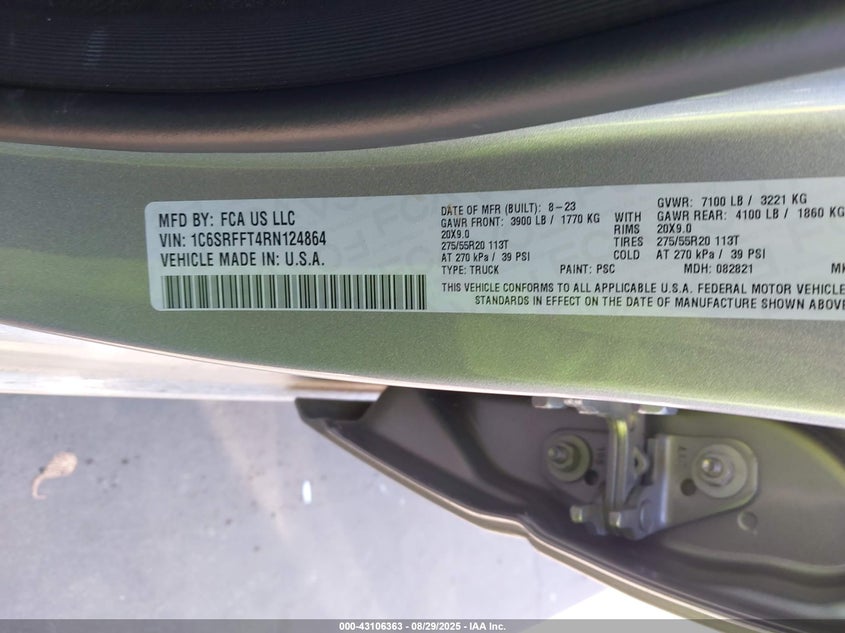 MFD BY: FCA US LLC
VIN: 1C6SRFFT4RN124864
VEHICLE MADE IN: U.S.A.
DATE OF MFR (BUILT): 8-23 GVWR: 7100 LB / 3221 KG
GAWR FRONT: 3900 LB / 1770 KG WITH GAWR REAR: 4100 LB / 1860 KG
20X9.0 RIMS 20X9.0
275/55R20 113T TIRES 275/55R20 113T
AT 270 kPa / 39 PSI COLD AT 270 kPa / 39 PSI
TYPE: TRUCK PAINT: PSC MDH: 082821
THIS VEHICLE CONFORMS TO ALL APPLICABLE U.S.A. FEDERAL MOTOR VEHICLE
STANDARDS IN EFFECT ON THE DATE OF MANUFACTURE SHOWN ABOVE
000-43106363 - 08/29/2025 - IAA Inc.